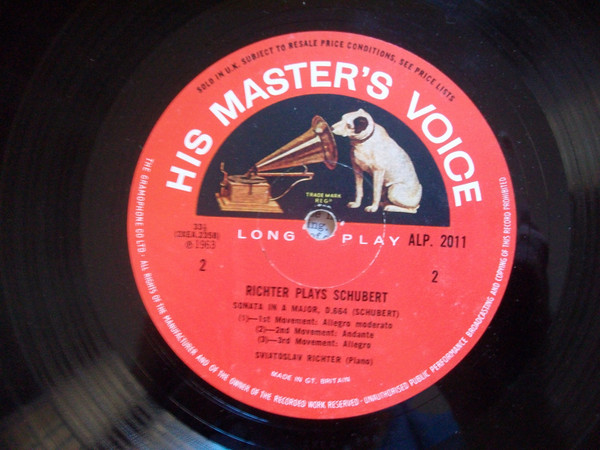 SOLD IN U.K. SUBJECT TO RESALE PRICE CONDITIONS, SEE PRICE LISTS
HIS MASTER'S VOICE
TRADE MARK
REGD
LONG PLAY
33⅓
(2XEA.2358)
℗1963
ALP. 2011
2
2
RICHTER PLAYS SCHUBERT
SONATA IN A MAJOR, D.664 (SCHUBERT)
(1)—1st Movement: Allegro moderato
(2)—2nd Movement: Andante
(3)—3rd Movement: Allegro
SVIATOSLAV RICHTER (Piano)
MADE IN GT. BRITAIN
THE GRAMOPHONE CO LTD · ALL RIGHTS OF THE MANUFACTURER AND OF THE OWNER OF THE RECORDED WORK RESERVED · UNAUTHORISED PUBLIC PERFORMANCE BROADCASTING AND COPYING OF THIS RECORD PROHIBITED